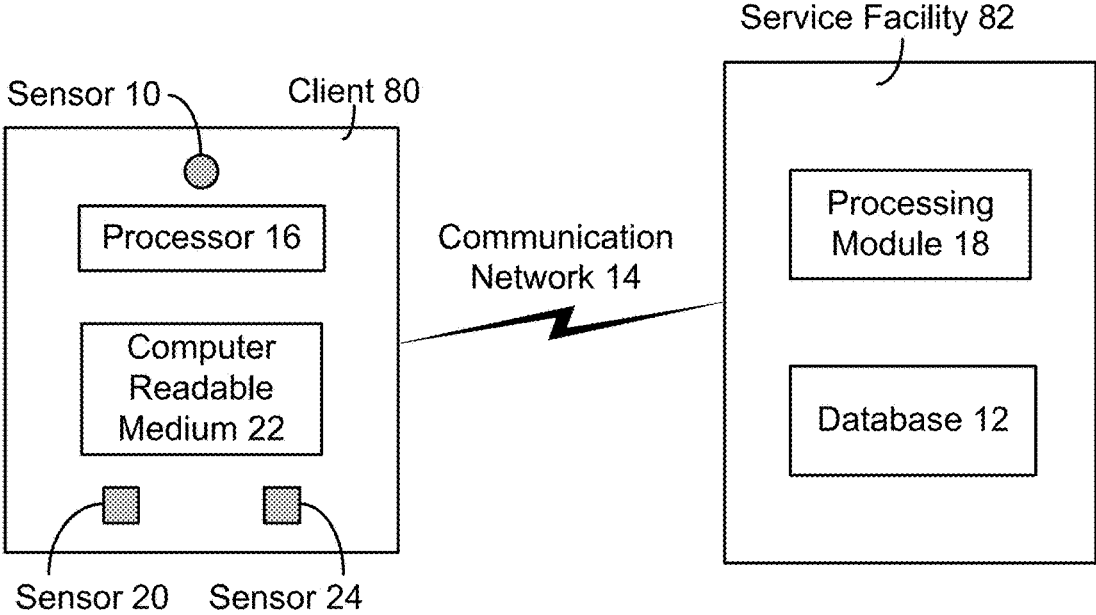 Service Facility 82
Sensor 10
Client 80
Processor 16
Communication
Network 14
Processing
Module 18
Computer
Readable
Medium 22
Database 12
Sensor 20
Sensor 24